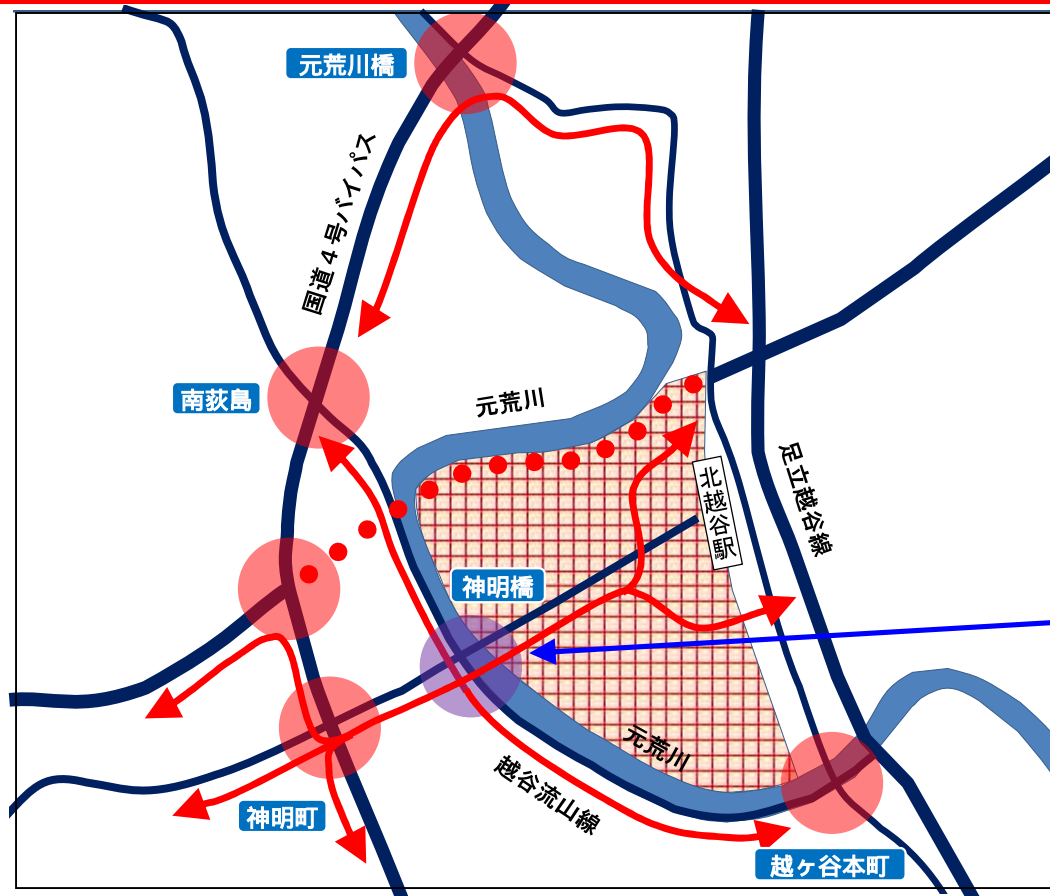 元荒川橋
国道４号バイパス
南荻島
元荒川
足立越谷線
北越谷駅
神明橋
元荒川
越谷流山線
神明町
越ヶ谷本町